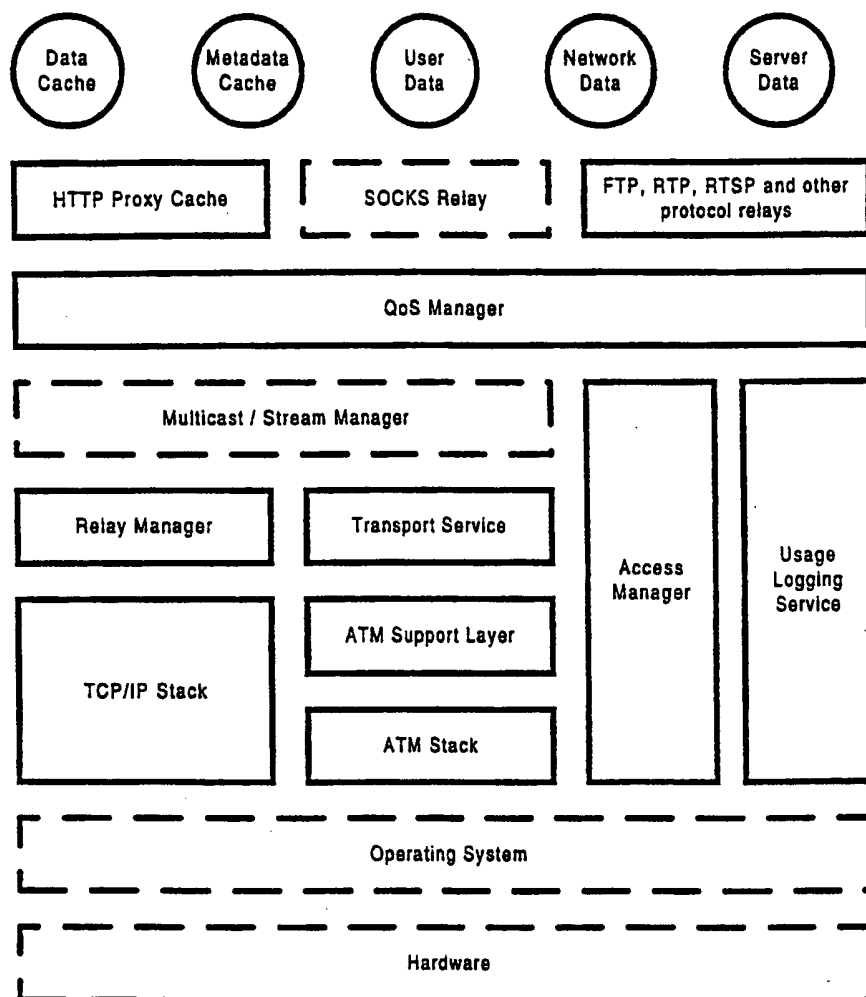 Data
Cache
Metadata
Cache
User
Data
Network
Data
Server
Data
HTTP Proxy Cache
SOCKS Relay
FTP, RTP, RTSP and other
protocol relays
QoS Manager
Multicast / Stream Manager
Relay Manager
Transport Service
Access
Manager
Usage
Logging
Service
TCP/IP Stack
ATM Support Layer
ATM Stack
Operating System
Hardware